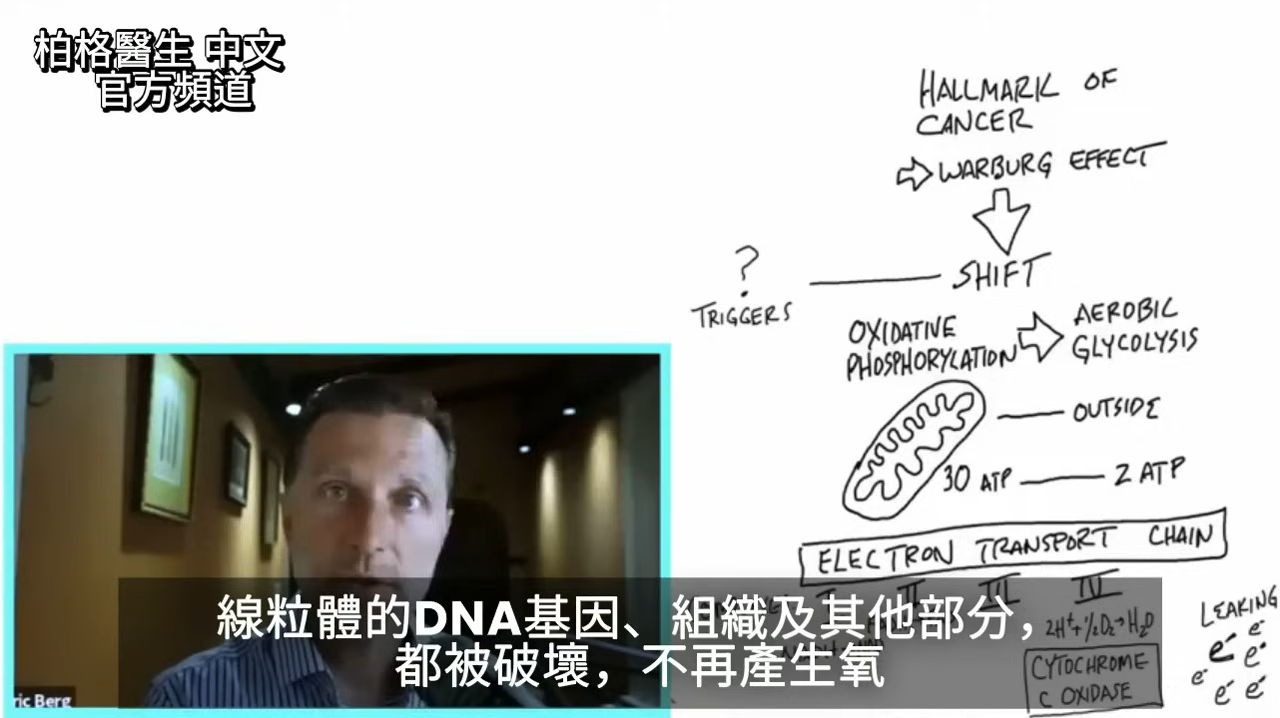 柏格醫生 中文
官方頻道
HALLMARK OF
CANCER
WARBURG EFFECT
SHIFT
?
TRIGGERS
OXIDATIVE
PHOSPHORYLATION
AEROBIC
GLYCOLYSIS
OUTSIDE
30 ATP
2 ATP
ELECTRON TRANSPORT CHAIN
I II III IV
2H⁺+½O₂→H₂O
CYTOCHROME
C OXIDASE
LEAKING
e⁻
e⁻
e⁻
e⁻
e⁻
e⁻
線粒體的DNA基因、組織及其他部分，
都被破壞，不再產生氧
ric Berg